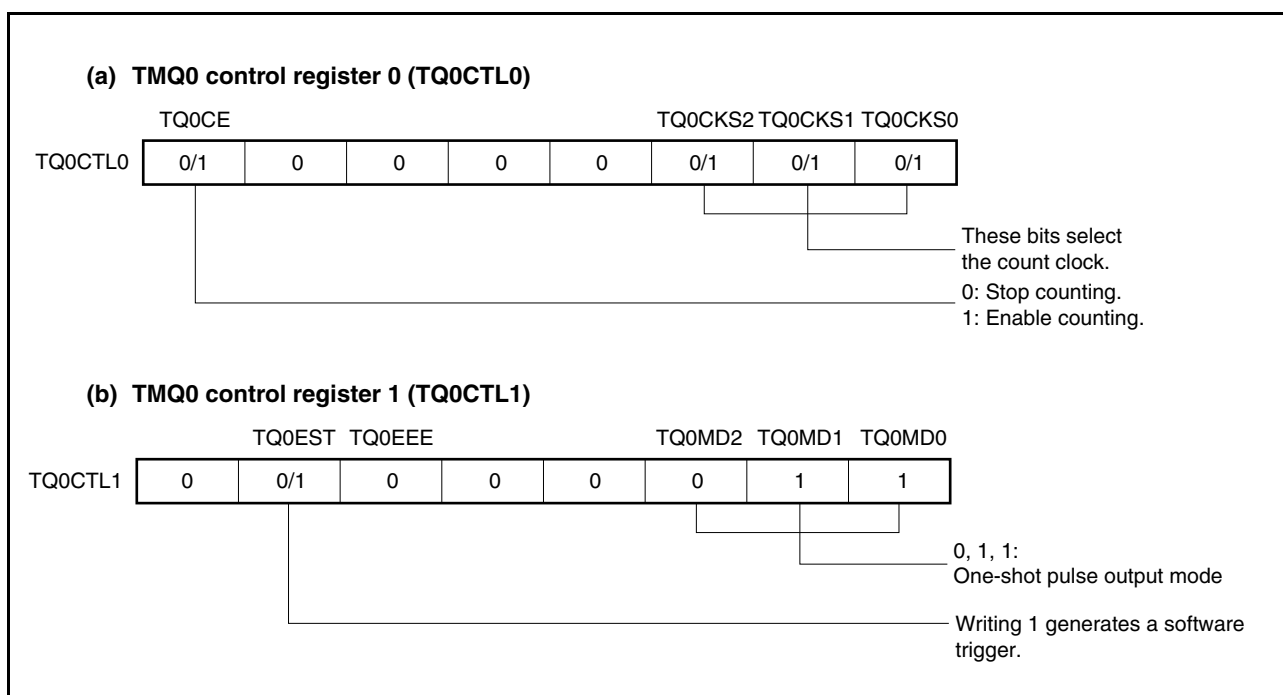 (a) TMQ0 control register 0 (TQ0CTL0)
TQ0CE TQ0CKS2 TQ0CKS1 TQ0CKS0
TQ0CTL0 0/1 0 0 0 0 0/1 0/1 0/1
These bits select
the count clock.
0: Stop counting.
1: Enable counting.
(b) TMQ0 control register 1 (TQ0CTL1)
TQ0EST TQ0EEE TQ0MD2 TQ0MD1 TQ0MD0
TQ0CTL1 0 0/1 0 0 0 0 1 1
0, 1, 1:
One-shot pulse output mode
Writing 1 generates a software
trigger.